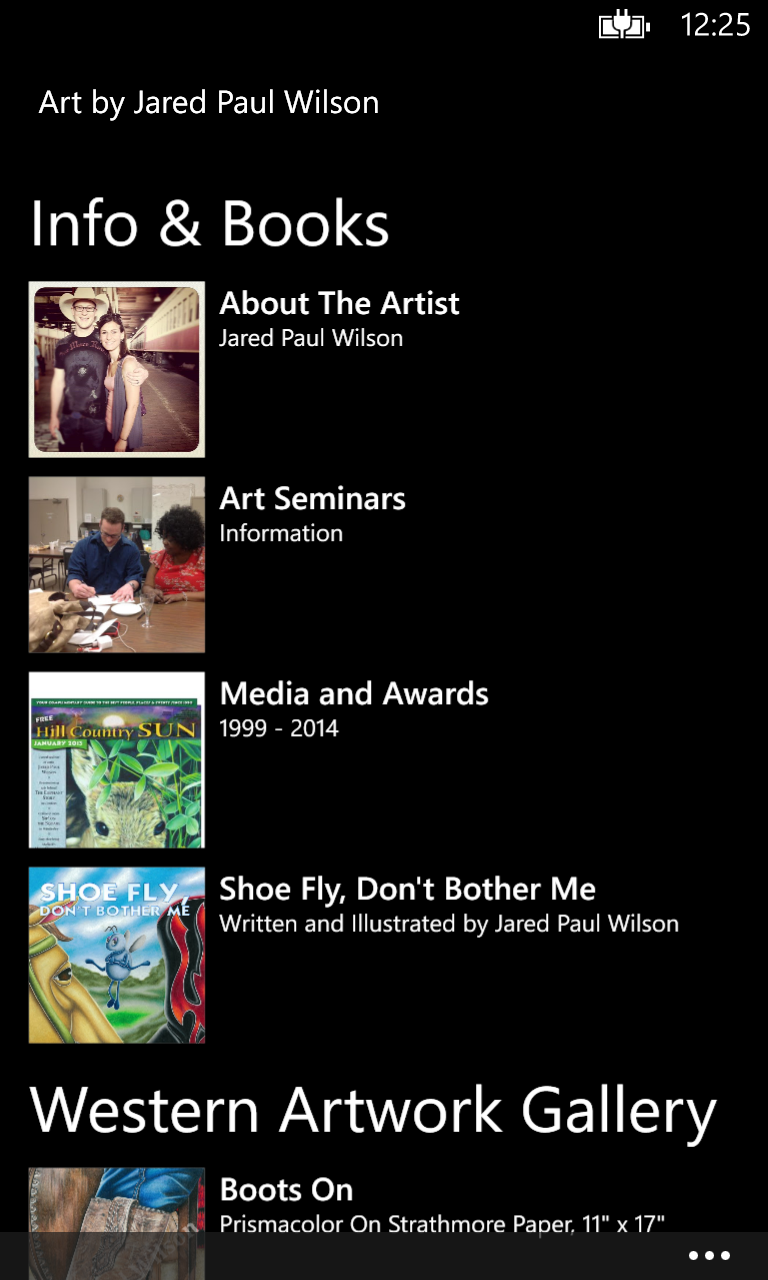 12:25
Art by Jared Paul Wilson
Info & Books
About The Artist
Jared Paul Wilson
Art Seminars
Information
Media and Awards
1999 - 2014
FREE
Hill Country SUN
JANUARY 2013
Shoe Fly, Don't Bother Me
Written and Illustrated by Jared Paul Wilson
SHOE FLY,
DON'T BOTHER ME
Western Artwork Gallery
Boots On
Prismacolor On Strathmore Paper, 11" x 17"